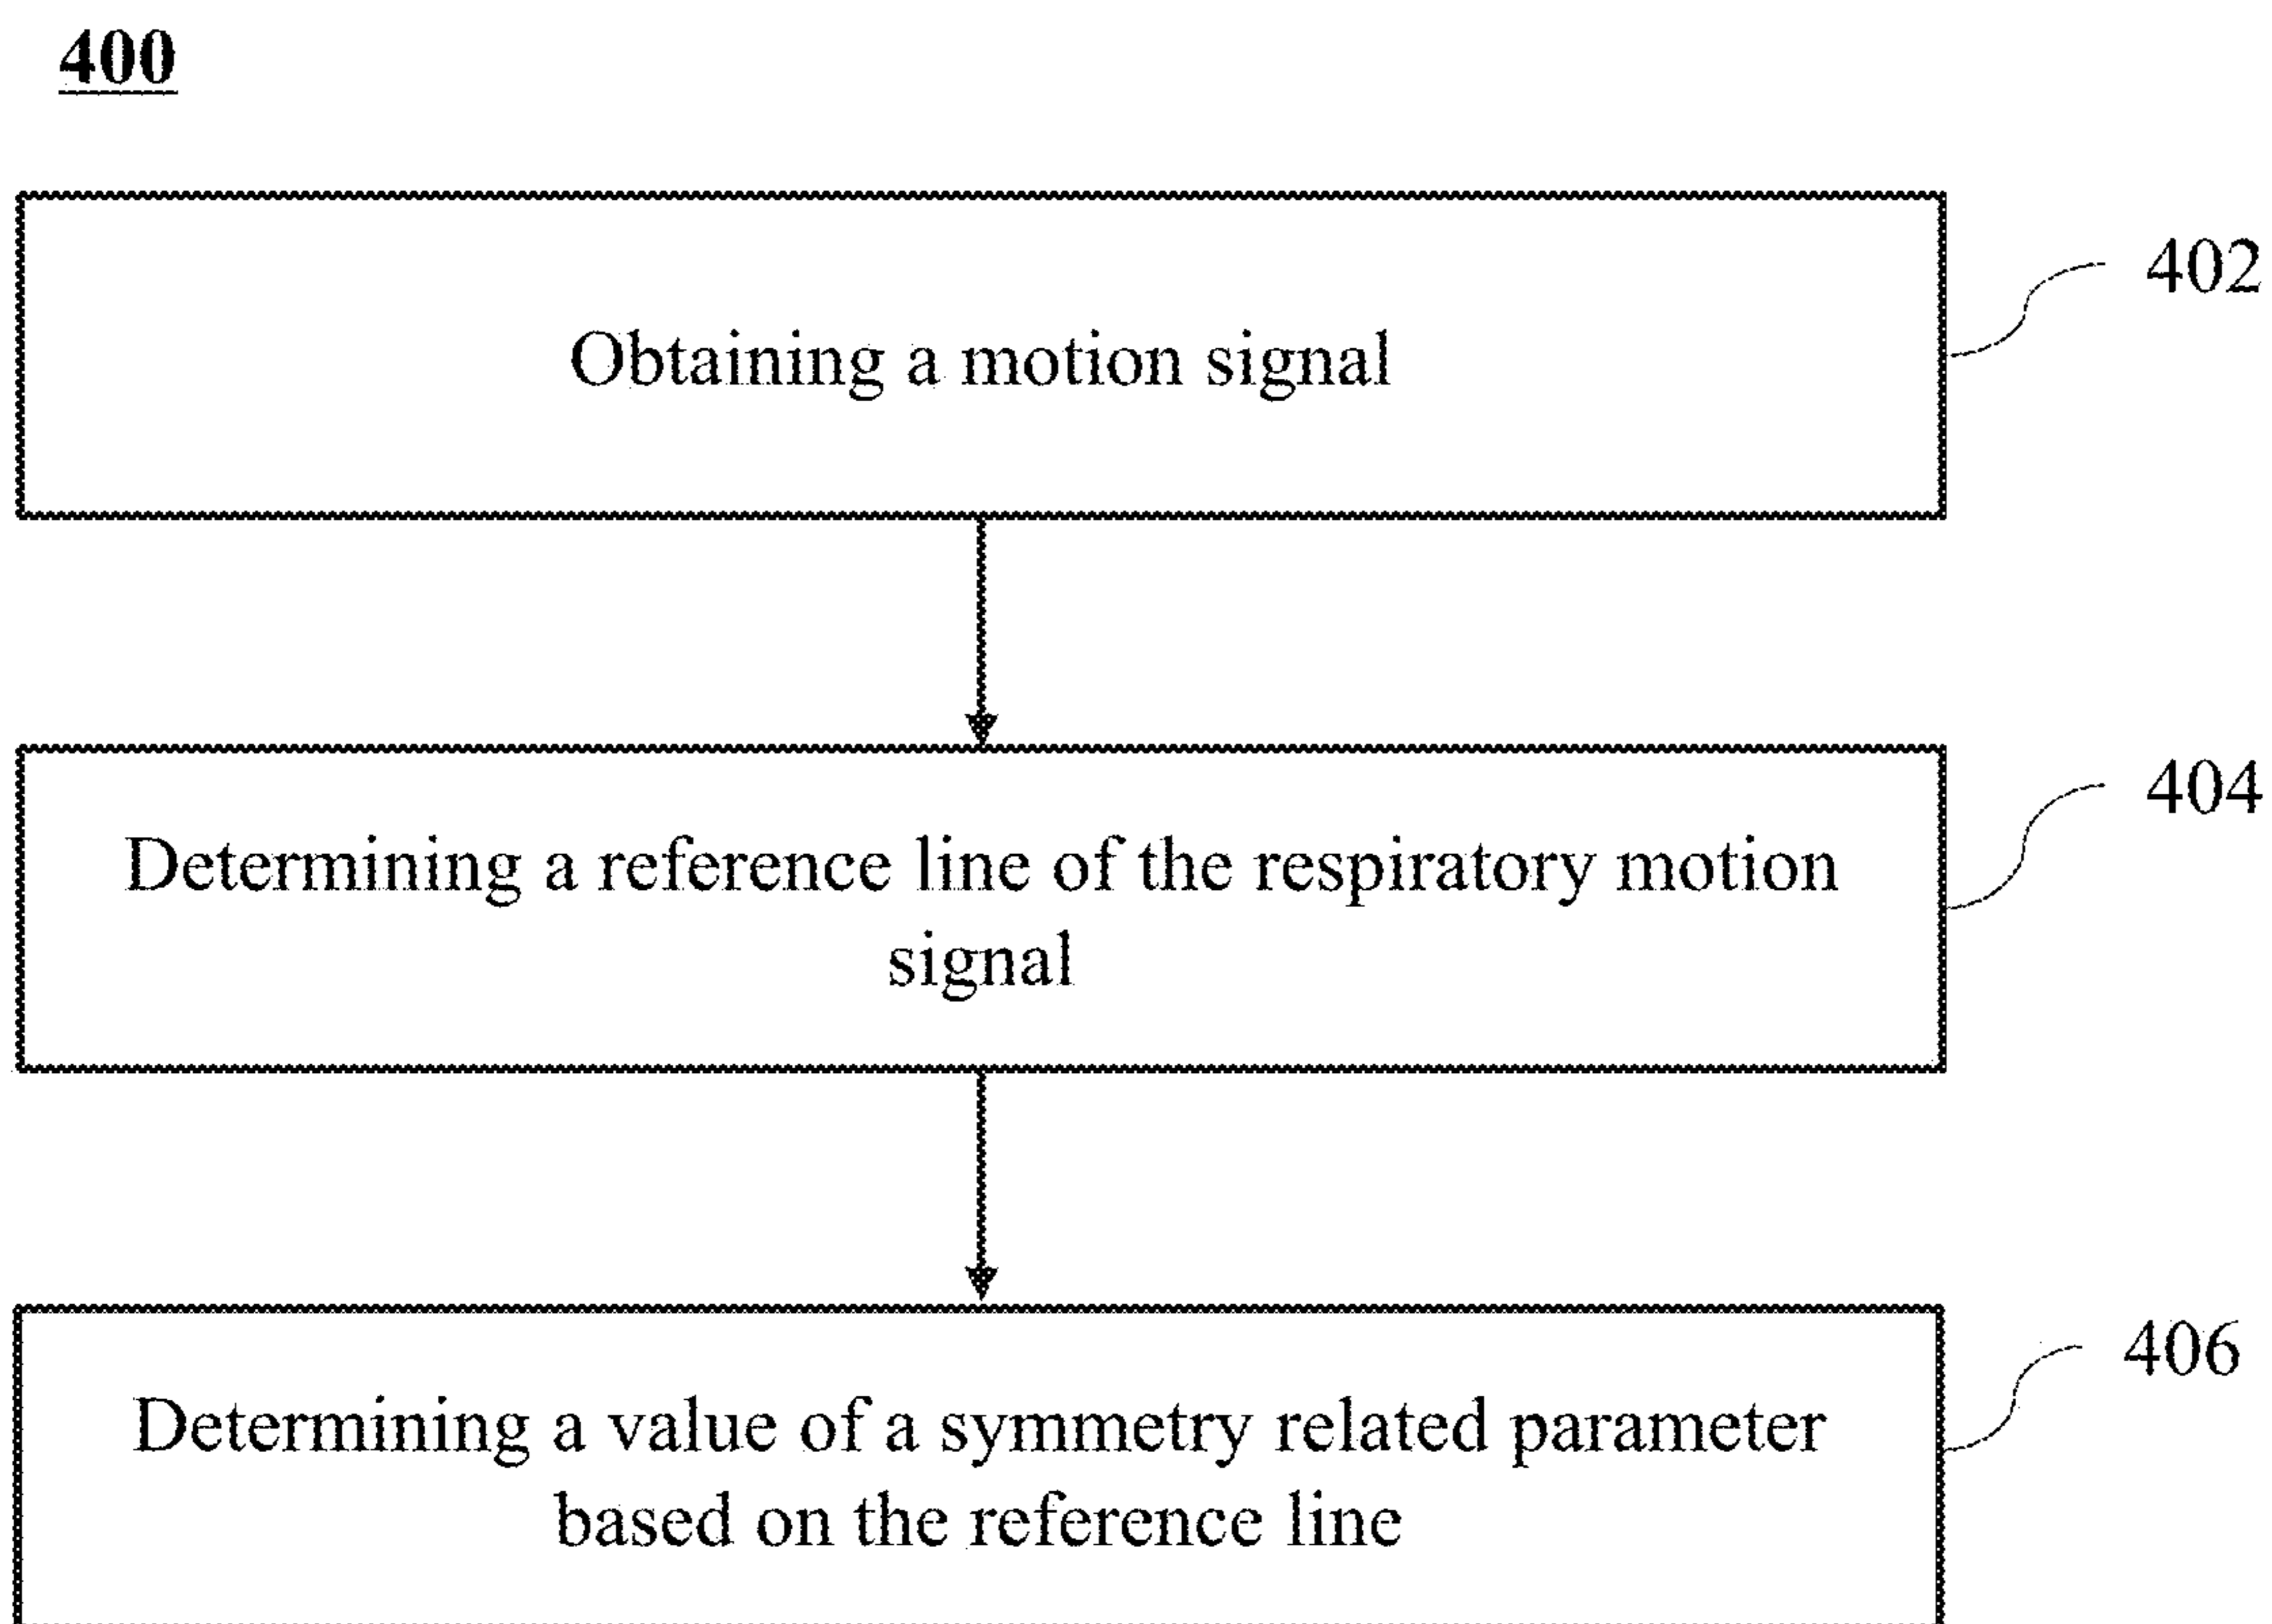 400
Obtaining a motion signal
402
Determining a reference line of the respiratory motion
signal
404
Determining a value of a symmetry related parameter
based on the reference line
406